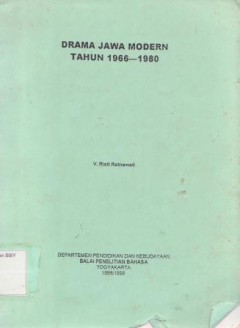 DRAMA JAWA MODERN
TAHUN 1966—1980
V. Risti Ratnawati
DEPARTEMEN PENDIDIKAN DAN KEBUDAYAAN
BALAI PENELITIAN BAHASA
YOGYAKARTA